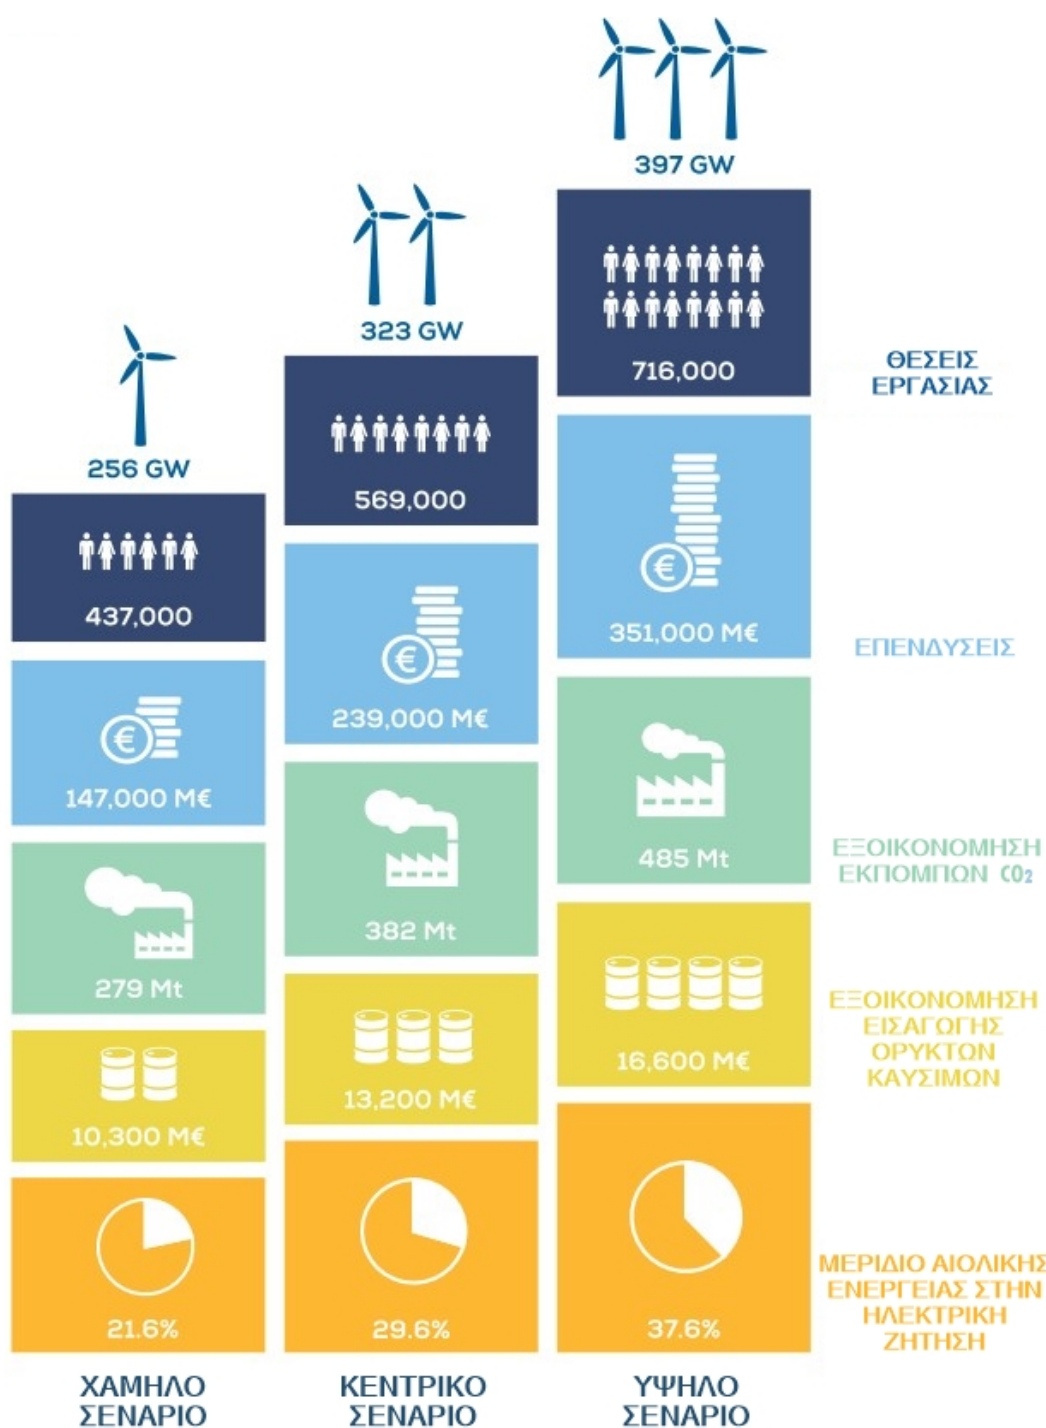 397 GW
323 GW
256 GW
716,000
569,000
437,000
ΘΕΣΕΙΣ
ΕΡΓΑΣΙΑΣ
€
351,000 M€
€
239,000 M€
€
147,000 M€
ΕΠΕΝΔΥΣΕΙΣ
485 Mt
382 Mt
279 Mt
ΕΞΟΙΚΟΝΟΜΗΣΗ
ΕΚΠΟΜΠΩΝ CO₂
16,600 M€
13,200 M€
10,300 M€
ΕΞΟΙΚΟΝΟΜΗΣΗ
ΕΙΣΑΓΩΓΗΣ
ΟΡΥΚΤΩΝ
ΚΑΥΣΙΜΩΝ
37.6%
29.6%
21.6%
ΜΕΡΙΔΙΟ ΑΙΟΛΙΚΗΣ
ΕΝΕΡΓΕΙΑΣ ΣΤΗΝ
ΗΛΕΚΤΡΙΚΗ
ΖΗΤΗΣΗ
ΧΑΜΗΛΟ
ΣΕΝΑΡΙΟ
ΚΕΝΤΡΙΚΟ
ΣΕΝΑΡΙΟ
ΥΨΗΛΟ
ΣΕΝΑΡΙΟ